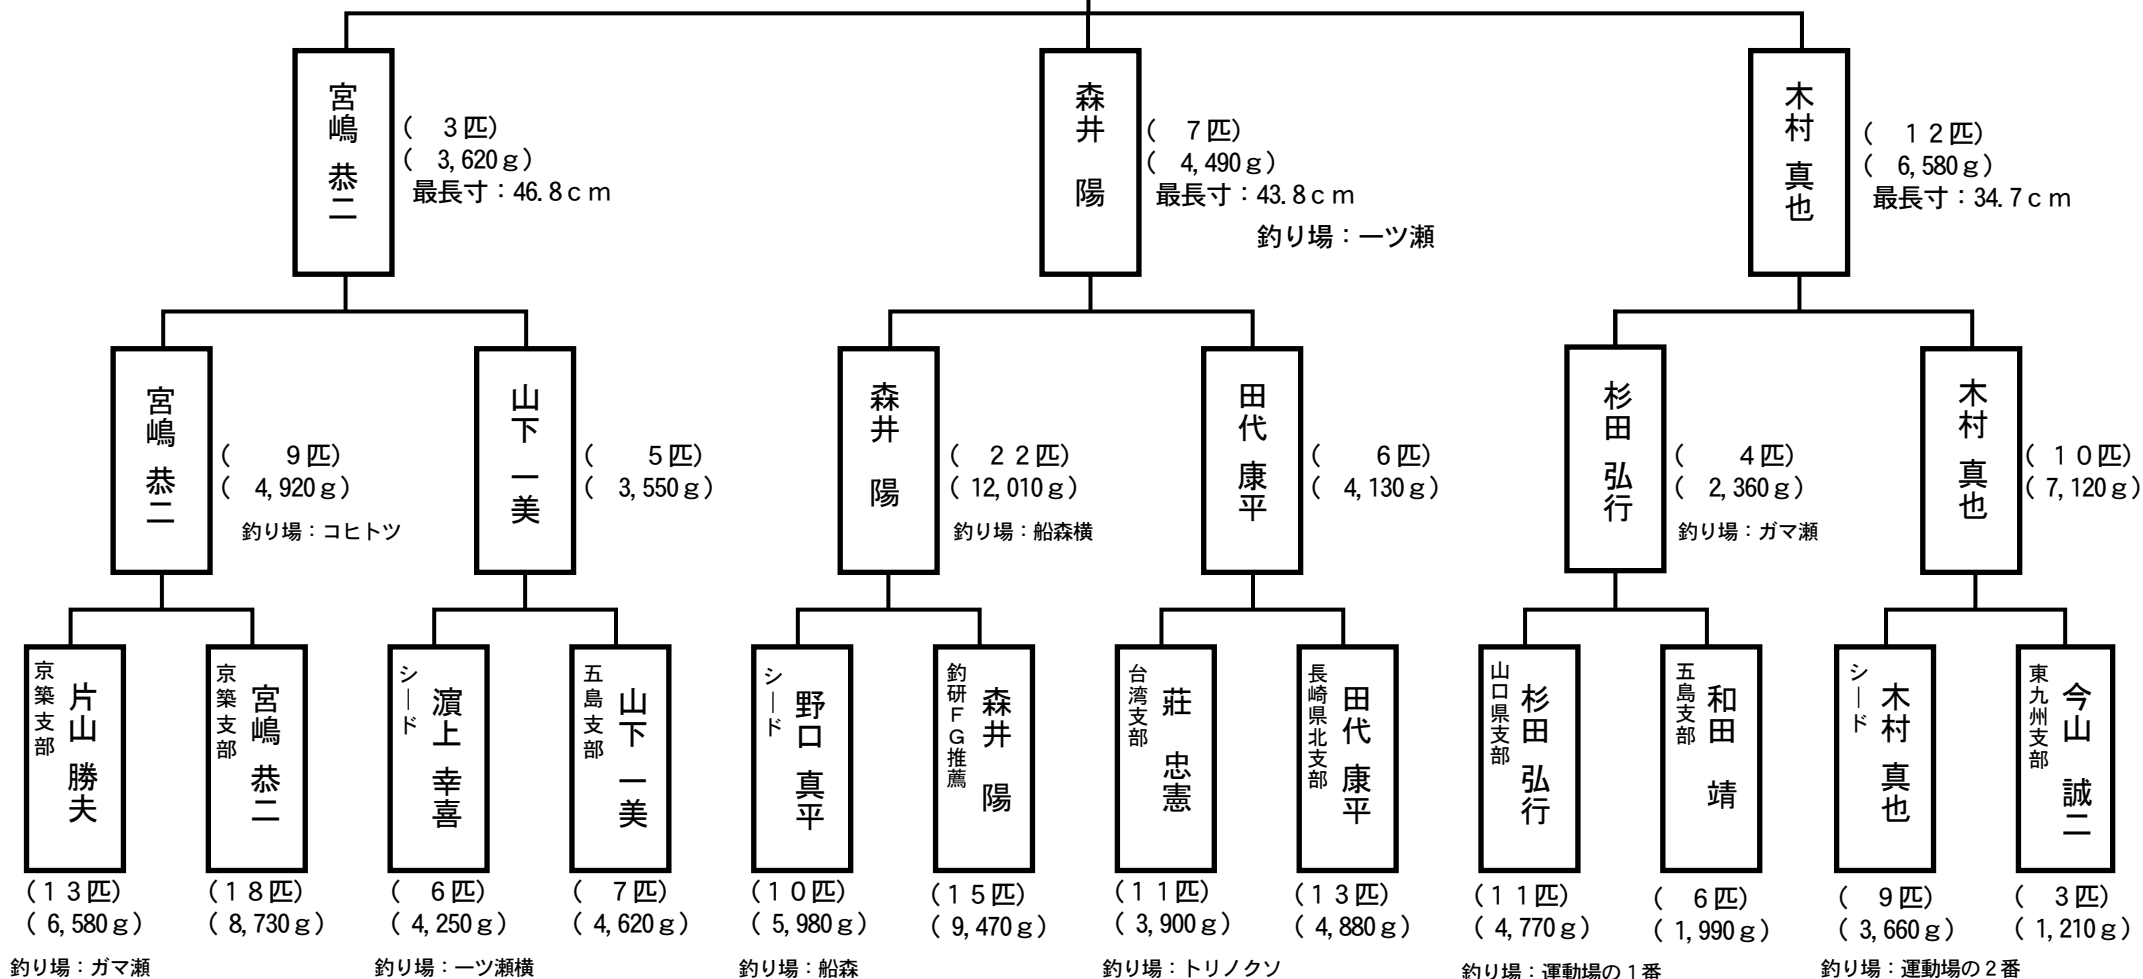 宮嶋 恭二
( 3匹)
( 3,620g)
最長寸：46.8cm
森井 陽
( 7匹)
( 4,490g)
最長寸：43.8cm
釣り場：一ツ瀬
木村 真也
( 12匹)
( 6,580g)
最長寸：34.7cm
宮嶋 恭二
( 9匹)
( 4,920g)
釣り場：コヒトツ
山下 一美
( 5匹)
( 3,550g)
森井 陽
( 22匹)
( 12,010g)
釣り場：船森横
田代 康平
( 6匹)
( 4,130g)
杉田 弘行
( 4匹)
( 2,360g)
釣り場：ガマ瀬
木村 真也
( 10匹)
( 7,120g)
京築支部
片山 勝夫
(13匹)
( 6,580g)
釣り場：ガマ瀬
京築支部
宮嶋 恭二
(18匹)
( 8,730g)
シード
濵上 幸喜
( 6匹)
( 4,250g)
釣り場：一ツ瀬横
五島支部
山下 一美
( 7匹)
( 4,620g)
シード
野口 真平
(10匹)
( 5,980g)
釣り場：船森
釣研FG推薦
森井 陽
(15匹)
( 9,470g)
台湾支部
莊 忠憲
(11匹)
( 3,900g)
釣り場：トリノクソ
長崎県北支部
田代 康平
(13匹)
( 4,880g)
山口県支部
杉田 弘行
(11匹)
( 4,770g)
釣り場：運動場の1番
五島支部
和田 靖
( 6匹)
( 1,990g)
シード
木村 真也
( 9匹)
( 3,660g)
釣り場：運動場の2番
東九州支部
今山 誠二
( 3匹)
( 1,210g)